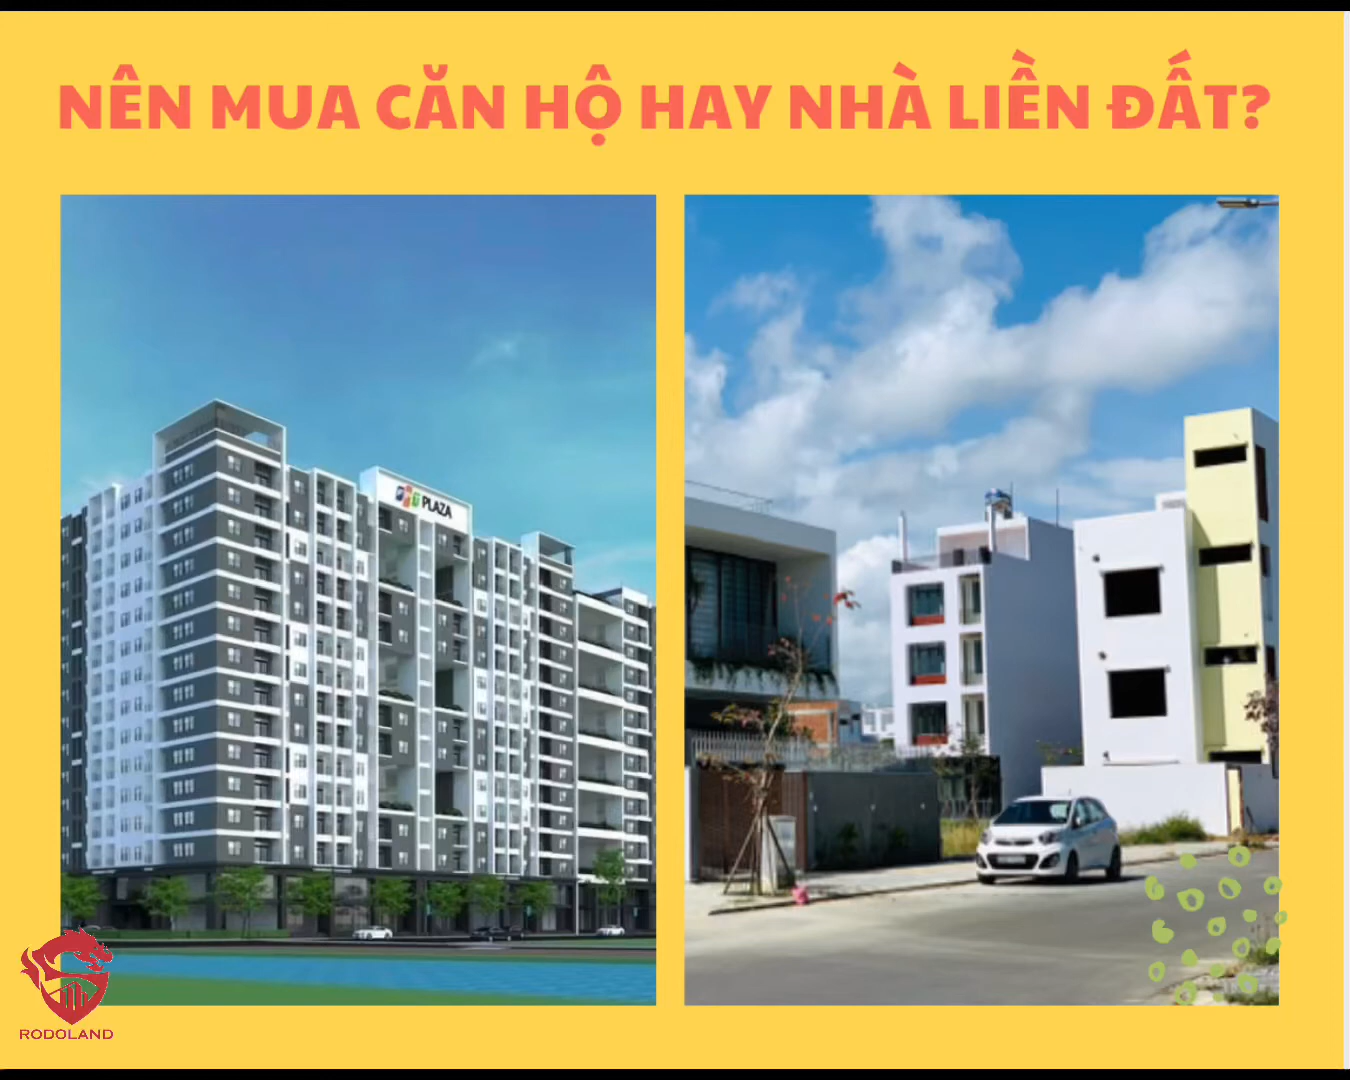 NÊN MUA CĂN HỘ HAY NHÀ LIỀN ĐẤT?
FPT PLAZA
RODOLAND